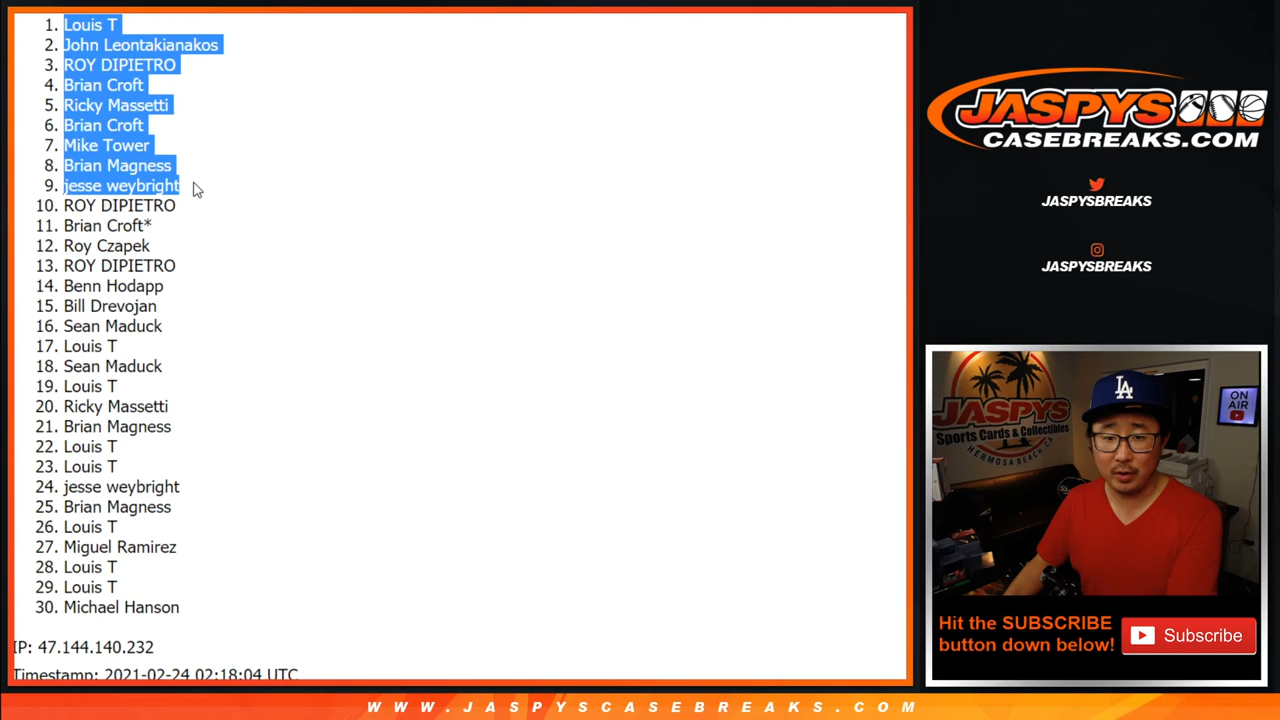 1. Louis T
2. John Leontakianakos
3. ROY DIPIETRO
4. Brian Croft
5. Ricky Massetti
6. Brian Croft
7. Mike Tower
8. Brian Magness
9. jesse weybright
10. ROY DIPIETRO
11. Brian Croft*
12. Roy Czapek
13. ROY DIPIETRO
14. Benn Hodapp
15. Bill Drevojan
16. Sean Maduck
17. Louis T
18. Sean Maduck
19. Louis T
20. Ricky Massetti
21. Brian Magness
22. Louis T
23. Louis T
24. jesse weybright
25. Brian Magness
26. Louis T
27. Miguel Ramirez
28. Louis T
29. Louis T
30. Michael Hanson
IP: 47.144.140.232
Timestamp: 2021-02-24 02:18:04 UTC
JASPYS
CASEBREAKS.COM
JASPYSBREAKS
JASPYSBREAKS
JASPYS
Sports Cards & Collectibles
HERMOSA BEACH, CA
LA
ON
AIR
Hit the SUBSCRIBE
button down below!
Subscribe
WWW.JASPYSCASEBREAKS.COM